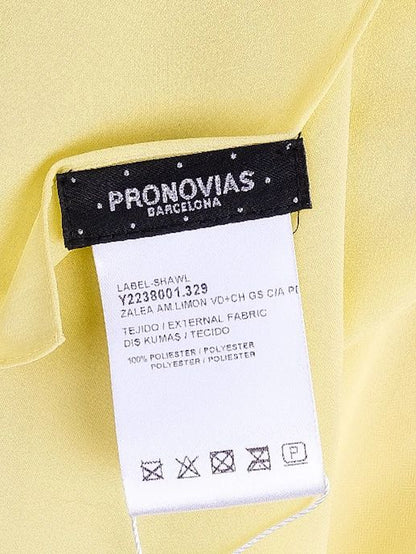 PRONOVIAS
BARCELONA
LABEL-SHAWL
Y2238001.329
ZALEA AM.LIMON VD+CH GS C/A
TEJIDO / EXTERNAL FABRIC
DIS KUMAS / TECIDO
100% POLIESTER / POLYESTER
POLIESTER / POLYESTER
P